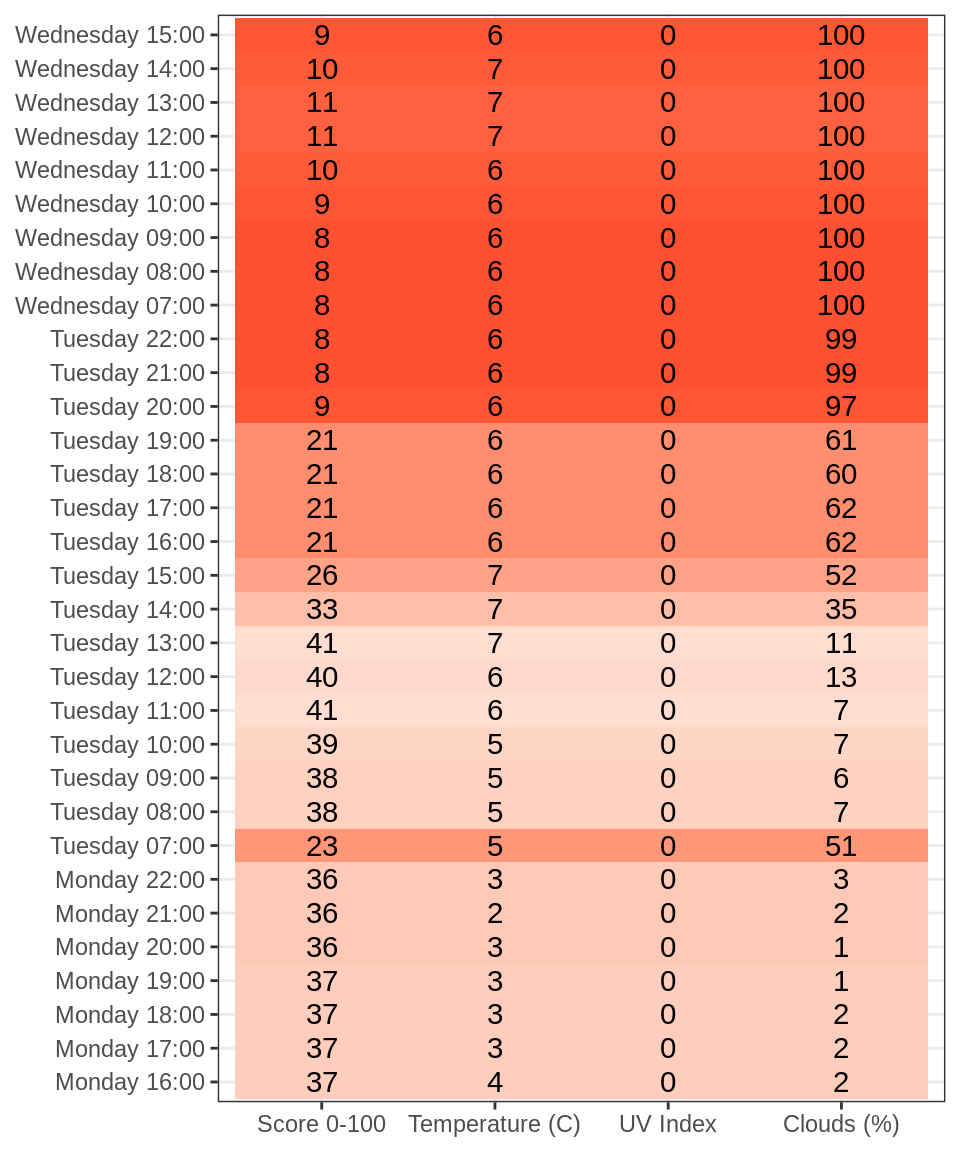 Wednesday 15:00 9 6 0 100
Wednesday 14:00 10 7 0 100
Wednesday 13:00 11 7 0 100
Wednesday 12:00 11 7 0 100
Wednesday 11:00 10 6 0 100
Wednesday 10:00 9 6 0 100
Wednesday 09:00 8 6 0 100
Wednesday 08:00 8 6 0 100
Wednesday 07:00 8 6 0 100
Tuesday 22:00 8 6 0 99
Tuesday 21:00 8 6 0 99
Tuesday 20:00 9 6 0 97
Tuesday 19:00 21 6 0 61
Tuesday 18:00 21 6 0 60
Tuesday 17:00 21 6 0 62
Tuesday 16:00 21 6 0 62
Tuesday 15:00 26 7 0 52
Tuesday 14:00 33 7 0 35
Tuesday 13:00 41 7 0 11
Tuesday 12:00 40 6 0 13
Tuesday 11:00 41 6 0 7
Tuesday 10:00 39 5 0 7
Tuesday 09:00 38 5 0 6
Tuesday 08:00 38 5 0 7
Tuesday 07:00 23 5 0 51
Monday 22:00 36 3 0 3
Monday 21:00 36 2 0 2
Monday 20:00 36 3 0 1
Monday 19:00 37 3 0 1
Monday 18:00 37 3 0 2
Monday 17:00 37 3 0 2
Monday 16:00 37 4 0 2
Score 0-100 Temperature (C) UV Index Clouds (%)